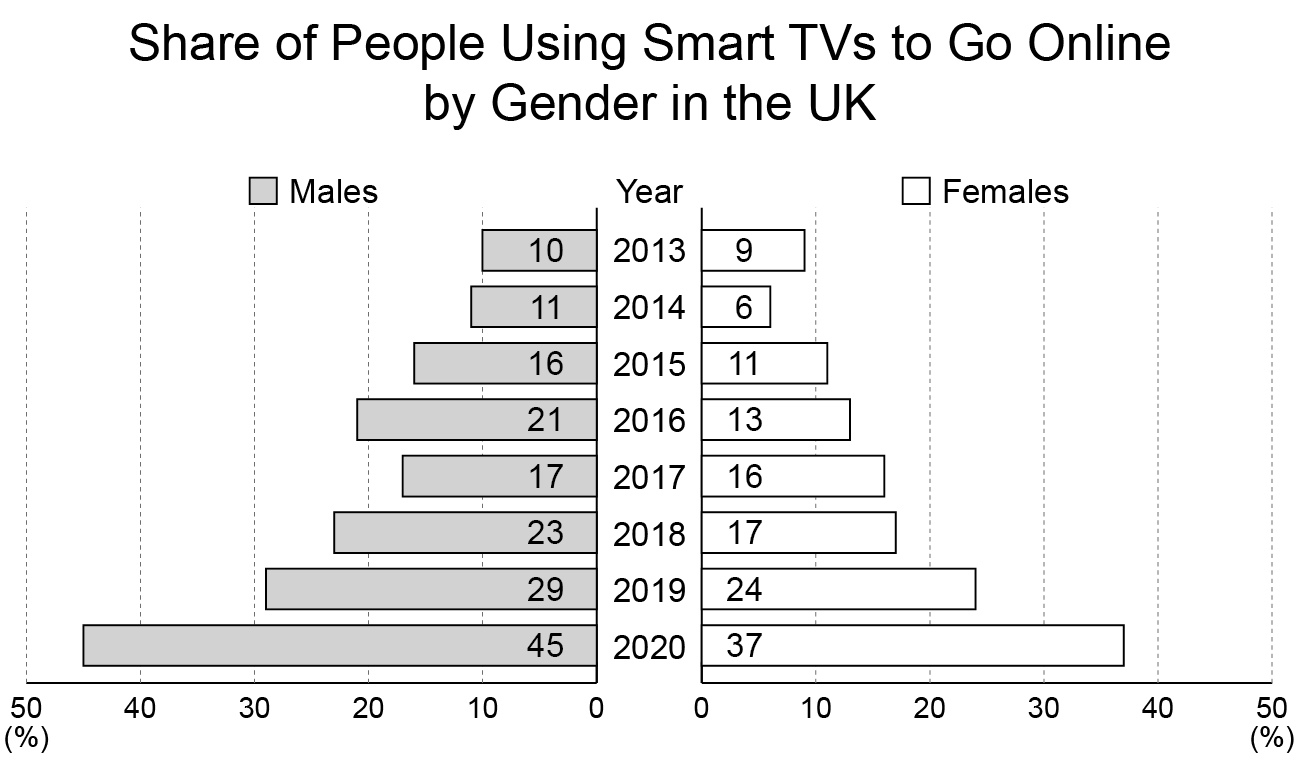 Share of People Using Smart TVs to Go Online
by Gender in the UK
Males Year Females
10 2013 9
11 2014 6
16 2015 11
21 2016 13
17 2017 16
23 2018 17
29 2019 24
45 2020 37
50 40 30 20 10 0 0 10 20 30 40 50
(%) (%)